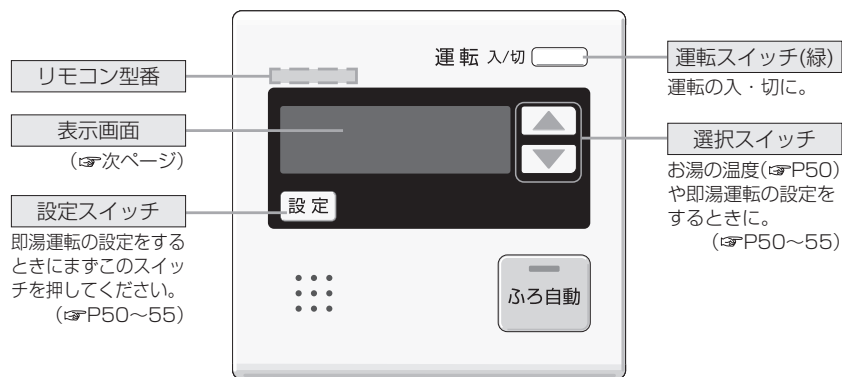 リモコン型番
表示画面
(☞次ページ)
設定スイッチ
即湯運転の設定をする
ときにまずこのスイッ
チを押してください。
(☞P50～55)
運転 入/切
設定
ふろ自動
運転スイッチ(緑)
運転の入・切に。
選択スイッチ
お湯の温度(☞P50)
や即湯運転の設定を
するときに。
(☞P50～55)